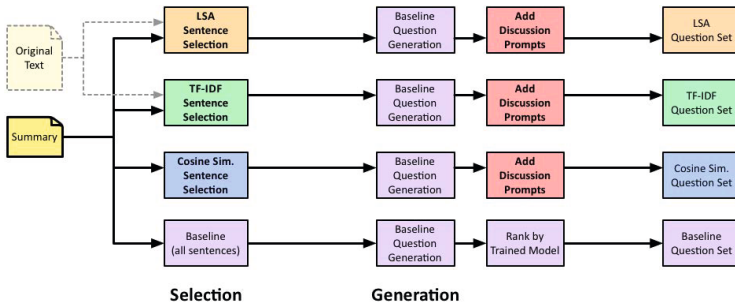 Original
Text
Summary
LSA
Sentence
Selection
Baseline
Question
Generation
Add
Discussion
Prompts
LSA
Question Set
TF-IDF
Sentence
Selection
Baseline
Question
Generation
Add
Discussion
Prompts
TF-IDF
Question Set
Cosine Sim.
Sentence
Selection
Baseline
Question
Generation
Add
Discussion
Prompts
Cosine Sim.
Question Set
Baseline
(all sentences)
Baseline
Question
Generation
Rank by
Trained Model
Baseline
Question Set
Selection
Generation